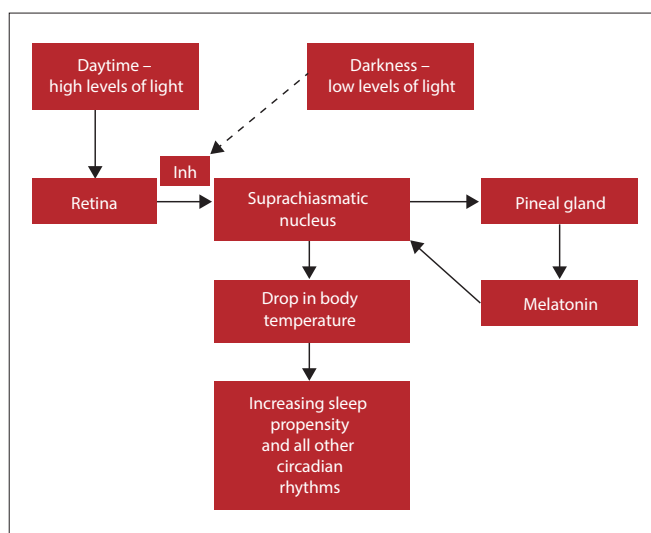 Daytime –
high levels of light
Darkness –
low levels of light
Inh
Retina
Suprachiasmatic
nucleus
Pineal gland
Drop in body
temperature
Melatonin
Increasing sleep
propensity
and all other
circadian
rhythms